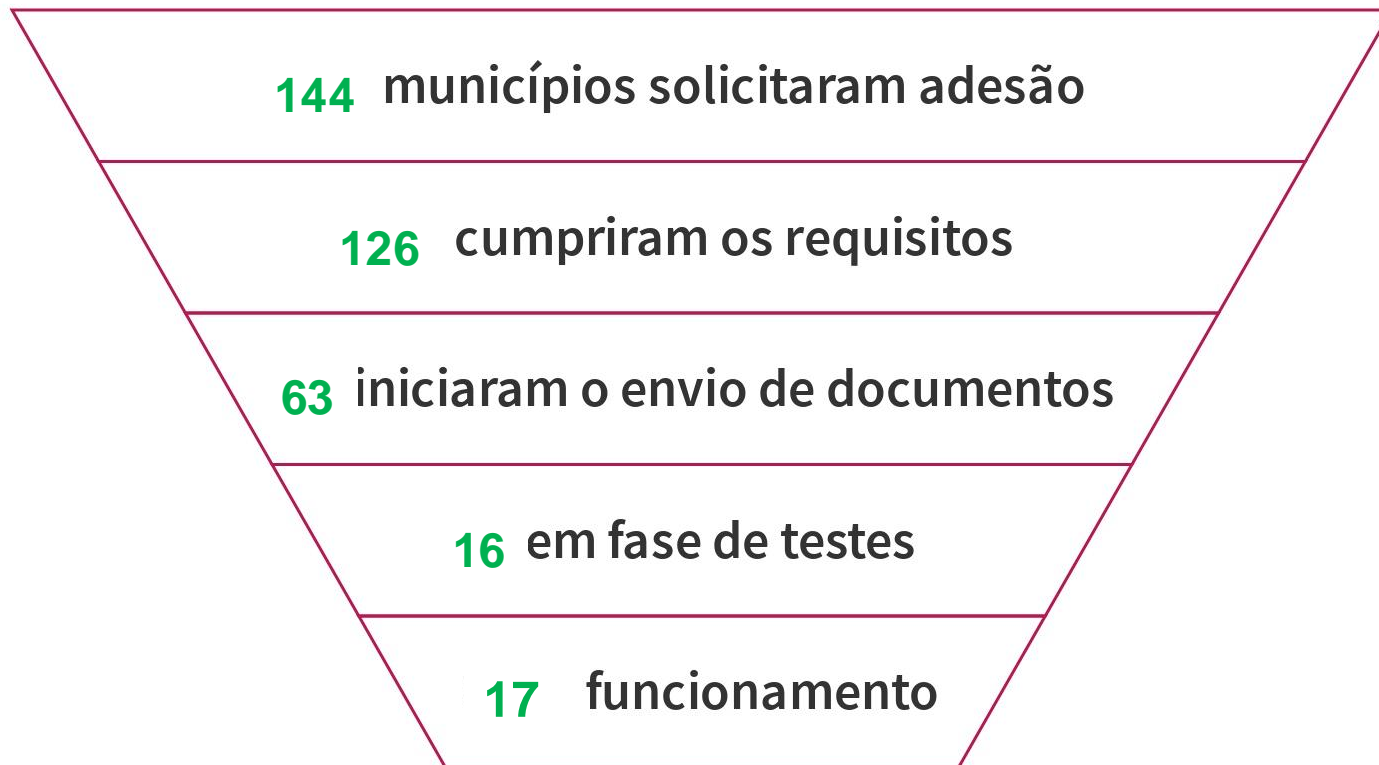 144 municípios solicitaram adesão
126 cumpriram os requisitos
63 iniciaram o envio de documentos
16 em fase de testes
17 funcionamento